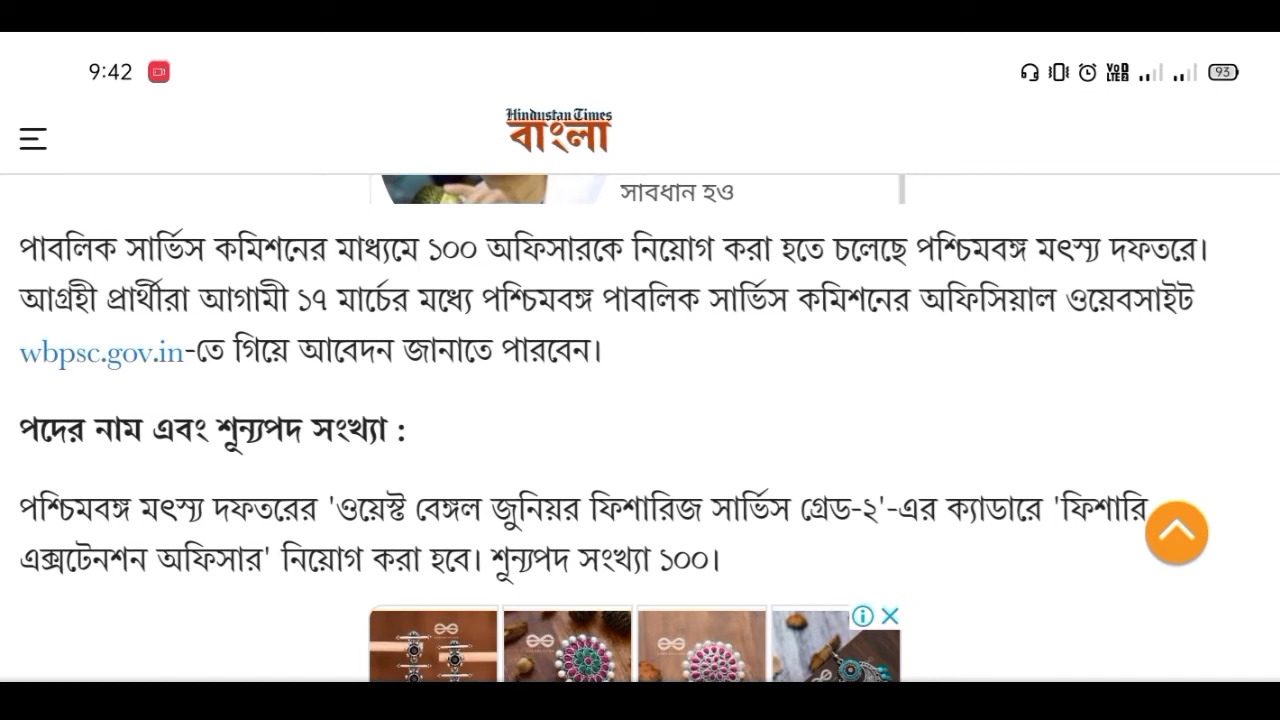 9:42
VoD LTE2
93
Hindustan Times
বাংলা
সাবধান হও
পাবলিক সার্ভিস কমিশনের মাধ্যমে ১০০ অফিসারকে নিয়োগ করা হতে চলেছে পশ্চিমবঙ্গ মৎস্য দফতরে।
আগ্রহী প্রার্থীরা আগামী ১৭ মার্চের মধ্যে পশ্চিমবঙ্গ পাবলিক সার্ভিস কমিশনের অফিসিয়াল ওয়েবসাইট
wbpsc.gov.in-তে গিয়ে আবেদন জানাতে পারবেন।
পদের নাম এবং শূন্যপদ সংখ্যা :
পশ্চিমবঙ্গ মৎস্য দফতরের 'ওয়েস্ট বেঙ্গল জুনিয়র ফিশারিজ সার্ভিস গ্রেড-২'-এর ক্যাডারে 'ফিশারি
এক্সটেনশন অফিসার' নিয়োগ করা হবে। শূন্যপদ সংখ্যা ১০০।